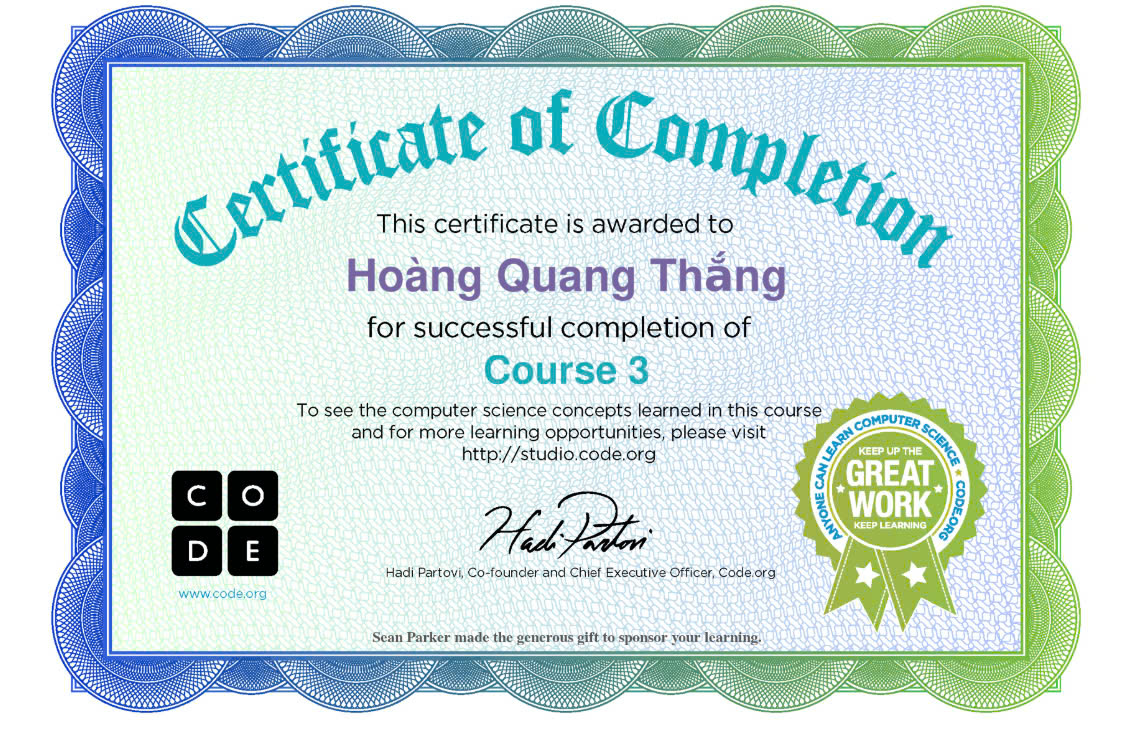 Certificate of Completion
This certificate is awarded to
Hoàng Quang Thắng
for successful completion of
Course 3
To see the computer science concepts learned in this course
and for more learning opportunities, please visit
http://studio.code.org
ANYONE CAN LEARN COMPUTER SCIENCE
CODE.ORG
KEEP UP THE
GREAT
WORK
KEEP LEARNING
C O
D E
www.code.org
Hadi Partovi
Hadi Partovi, Co-founder and Chief Executive Officer, Code.org
Sean Parker made the generous gift to sponsor your learning.